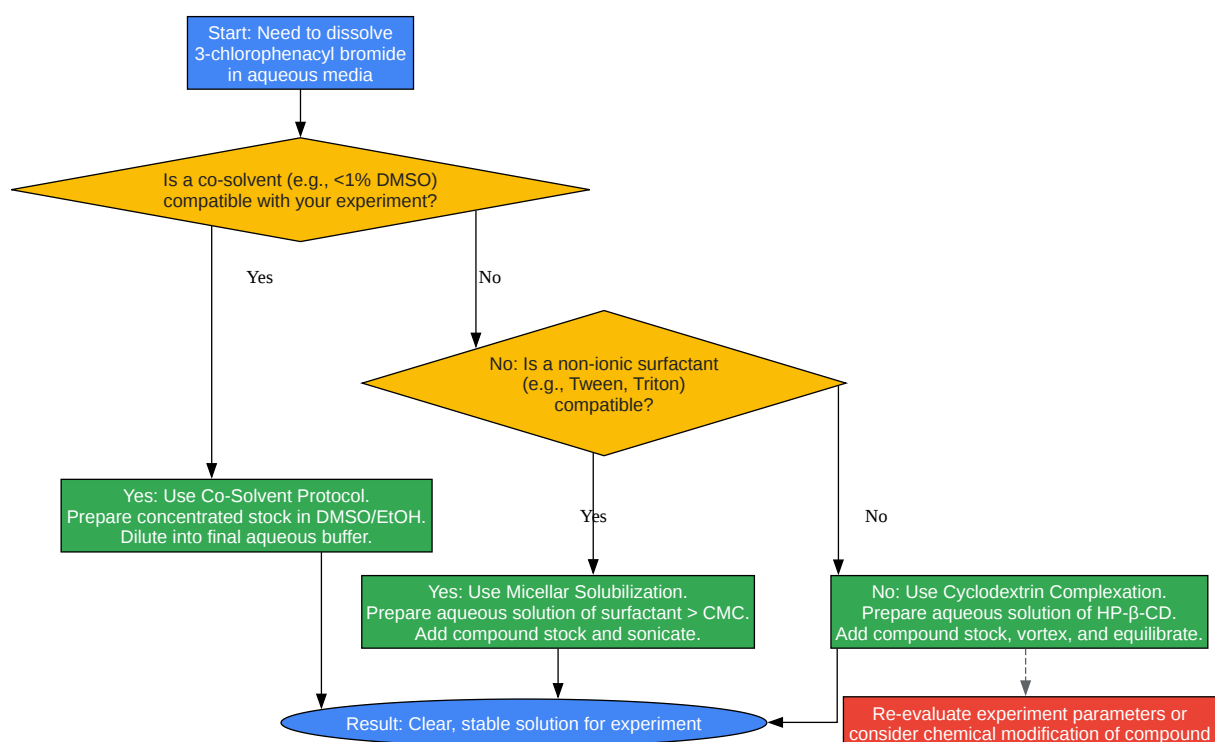 Start: Need to dissolve
3-chlorophenacyl bromide
in aqueous media
Is a co-solvent (e.g., <1% DMSO)
compatible with your experiment?
Yes
No
No: Is a non-ionic surfactant
(e.g., Tween, Triton)
compatible?
Yes: Use Co-Solvent Protocol.
Prepare concentrated stock in DMSO/EtOH.
Dilute into final aqueous buffer.
Yes
No
Yes: Use Micellar Solubilization.
Prepare aqueous solution of surfactant > CMC.
Add compound stock and sonicate.
No: Use Cyclodextrin Complexation.
Prepare aqueous solution of HP-β-CD.
Add compound stock, vortex, and equilibrate.
Result: Clear, stable solution for experiment
Re-evaluate experiment parameters or
consider chemical modification of compound